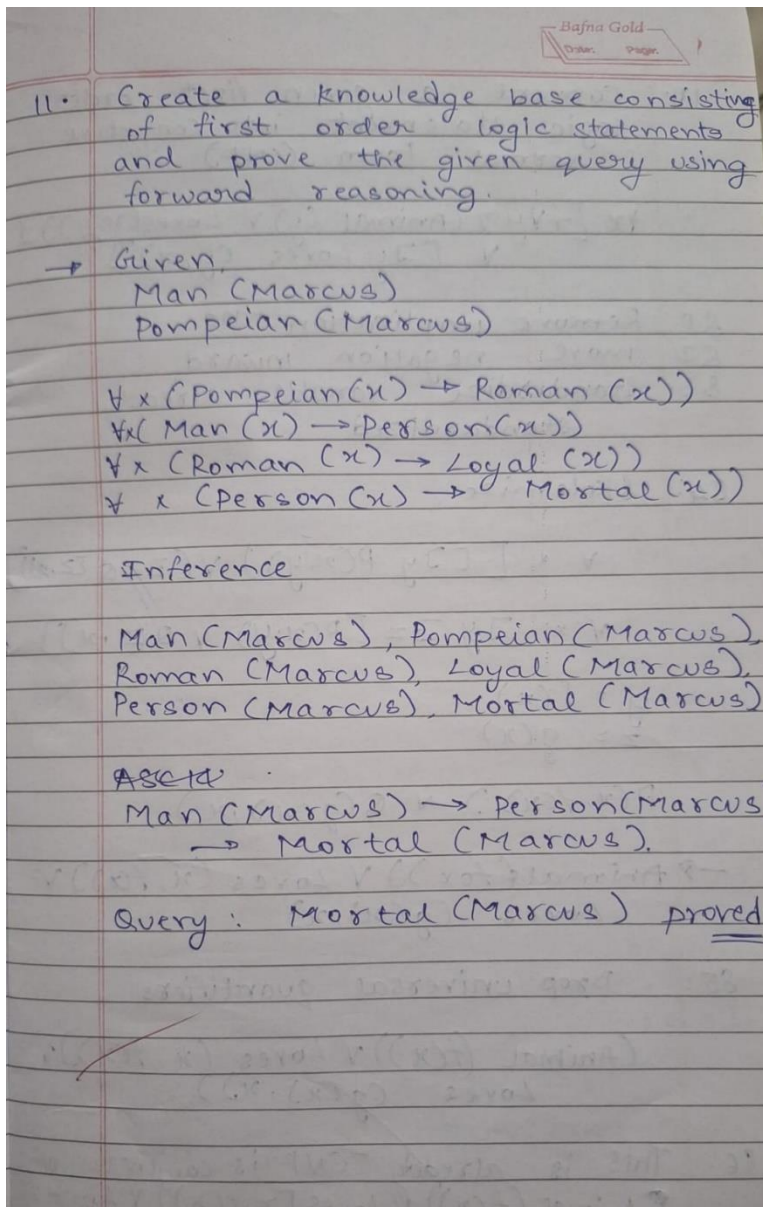 Bafna Gold
Date: Page:
11. Create a knowledge base consisting
of first order logic statements
and prove the given query using
forward reasoning.
→ Given
Man (Marcus)
Pompeian (Marcus)
∀ x (Pompeian (x) → Roman (x))
∀x( Man (x) → Person(x))
∀ x (Roman (x) → Loyal (x))
∀ x (Person (x) → Mortal (x))
Inference
Man (Marcus), Pompeian (Marcus),
Roman (Marcus), Loyal (Marcus),
Person (Marcus), Mortal (Marcus)
Man (Marcus) → Person(Marcus
→ Mortal (Marcus).
Query : Mortal (Marcus) proved